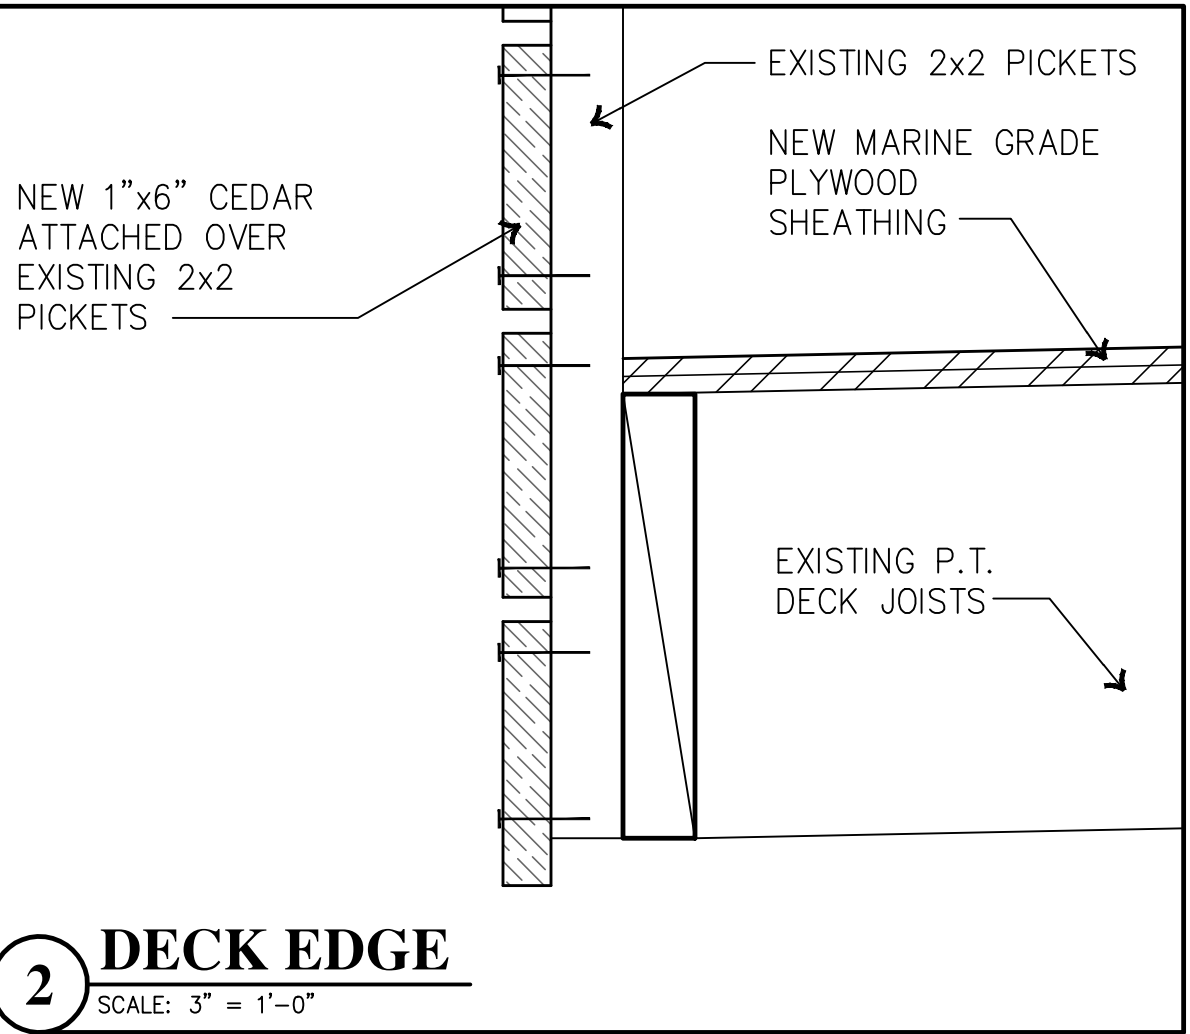 EXISTING 2x2 PICKETS
NEW MARINE GRADE
PLYWOOD
SHEATHING
NEW 1”x6” CEDAR
ATTACHED OVER
EXISTING 2x2
PICKETS
EXISTING P.T.
DECK JOISTS
2
DECK EDGE
SCALE: 3” = 1’-0”